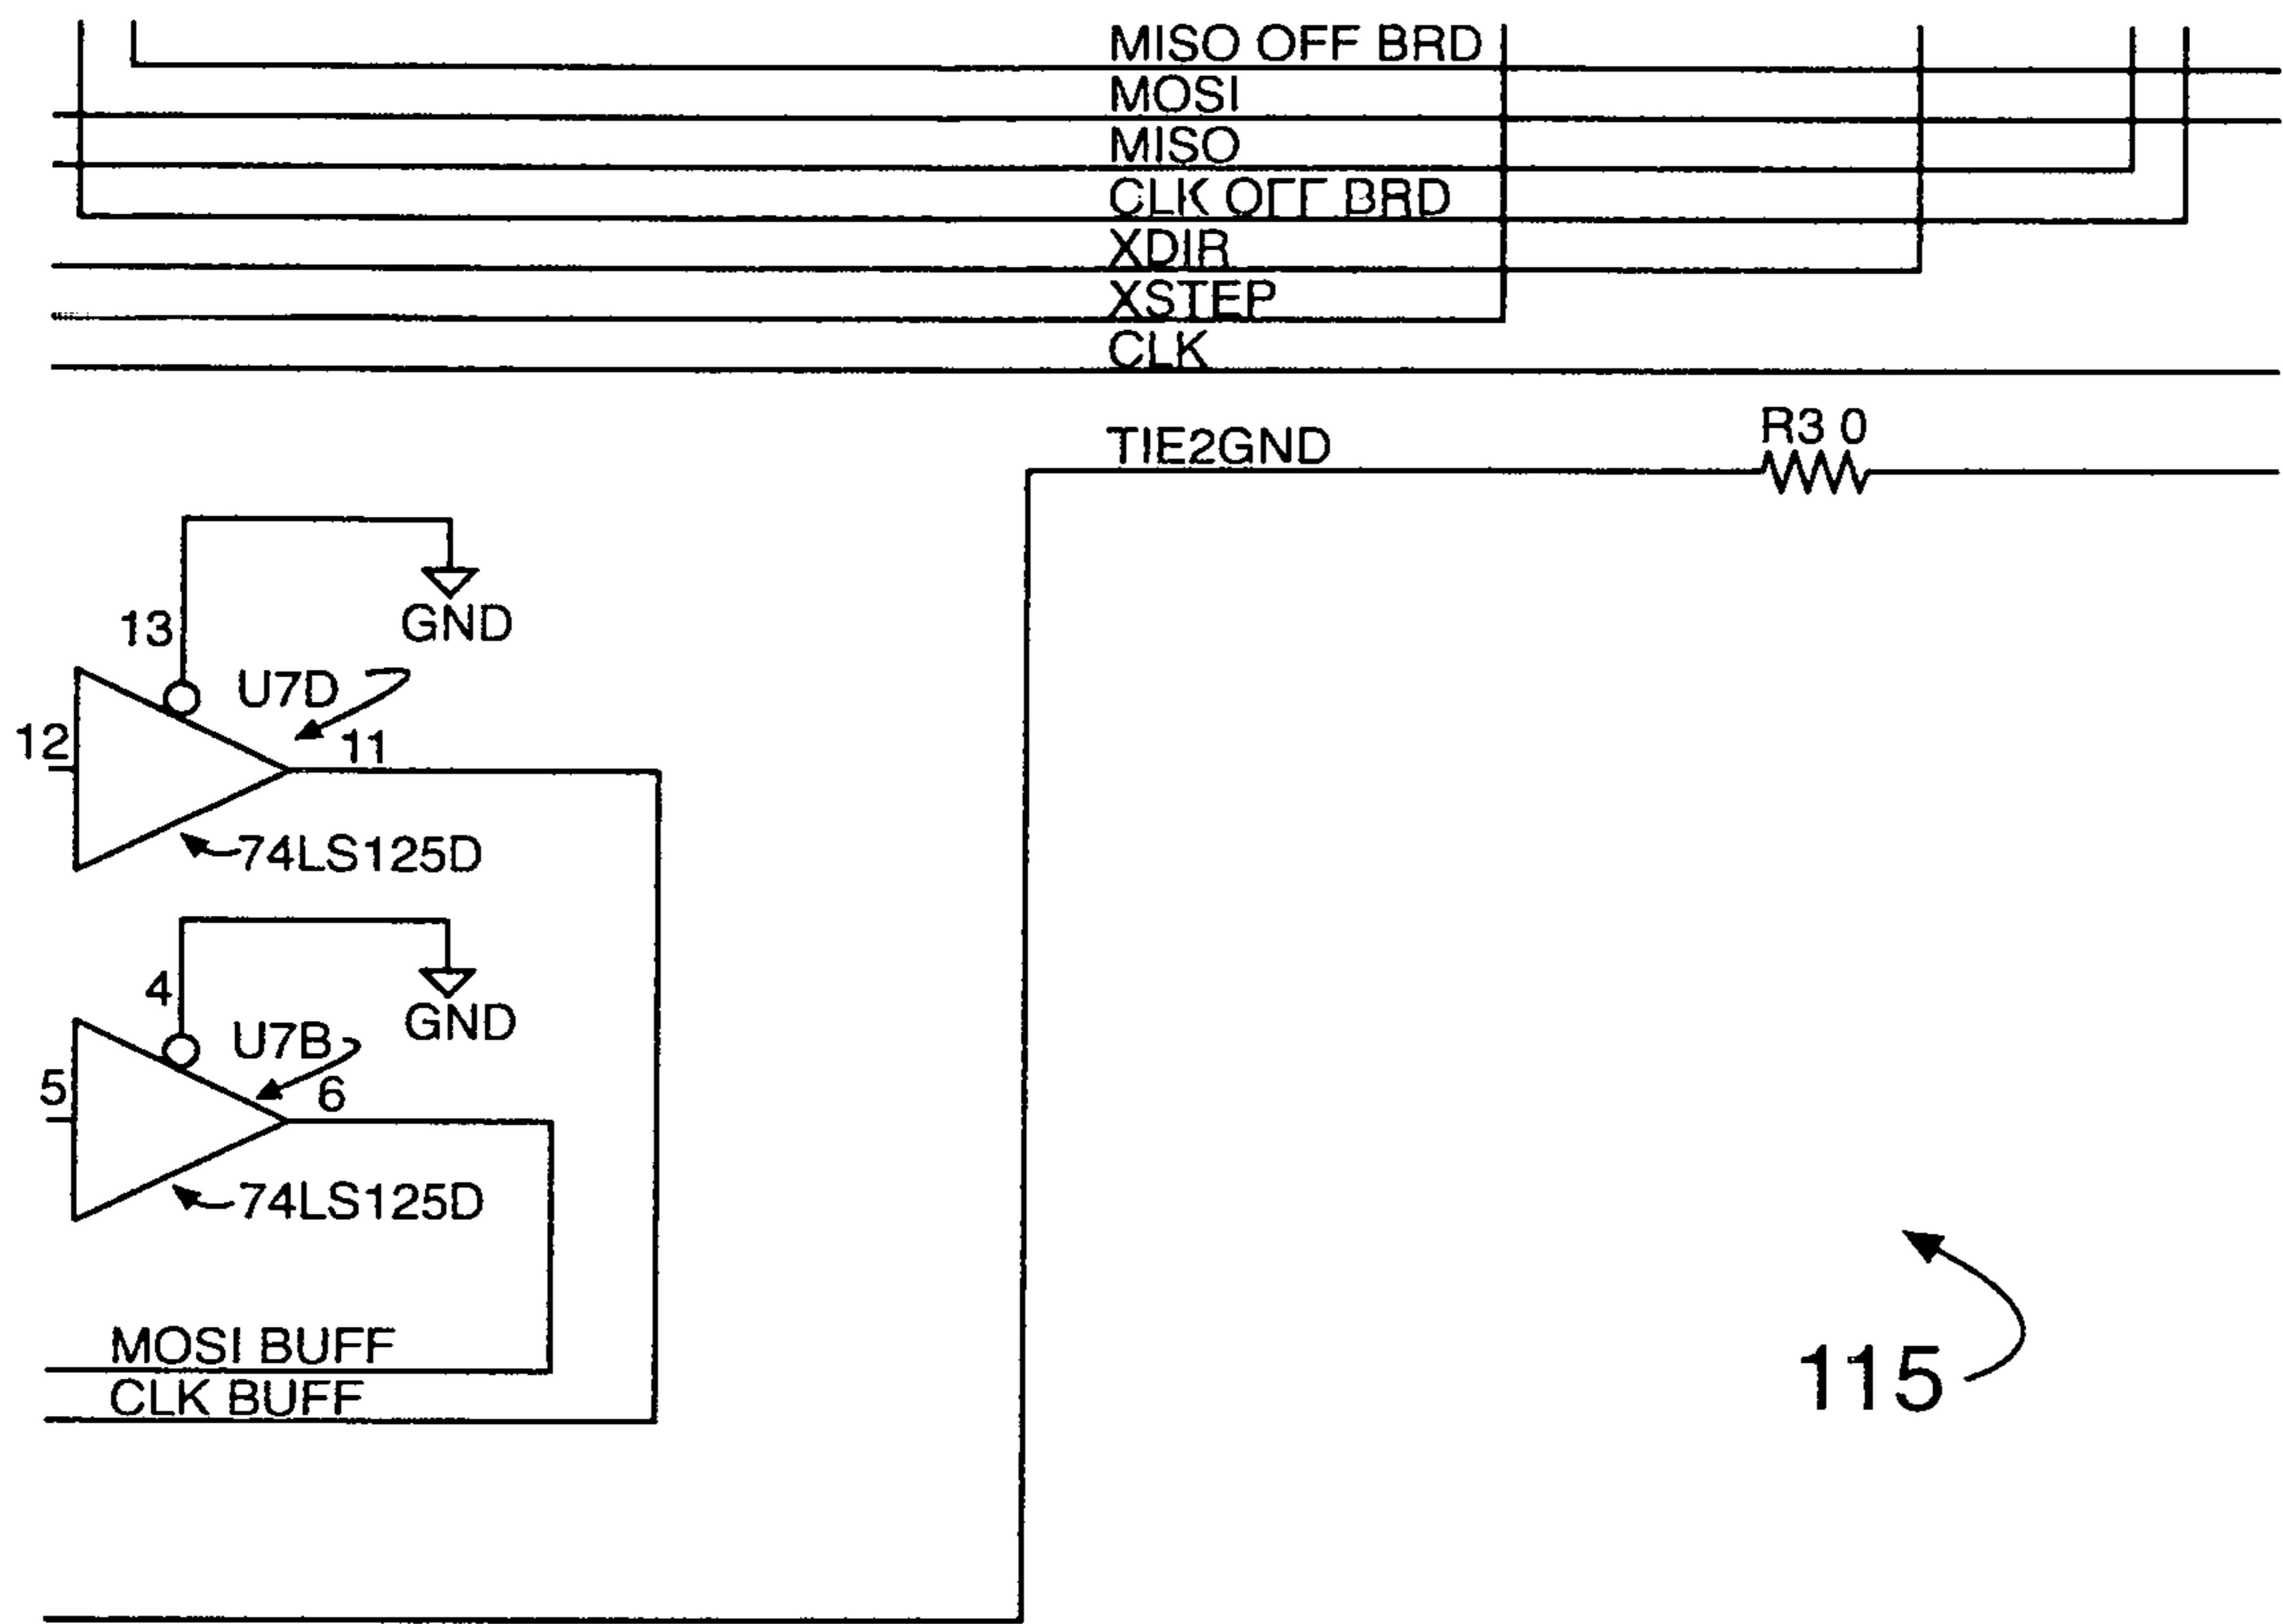 MISO OFF BRD
MOSI
MISO
CLK OFF BRD
XDIR
XSTEP
CLK
TIE2GND
R3 0
GND
13
U7D
12
11
74LS125D
4
GND
U7B
5
6
74LS125D
MOSI BUFF
CLK BUFF
115